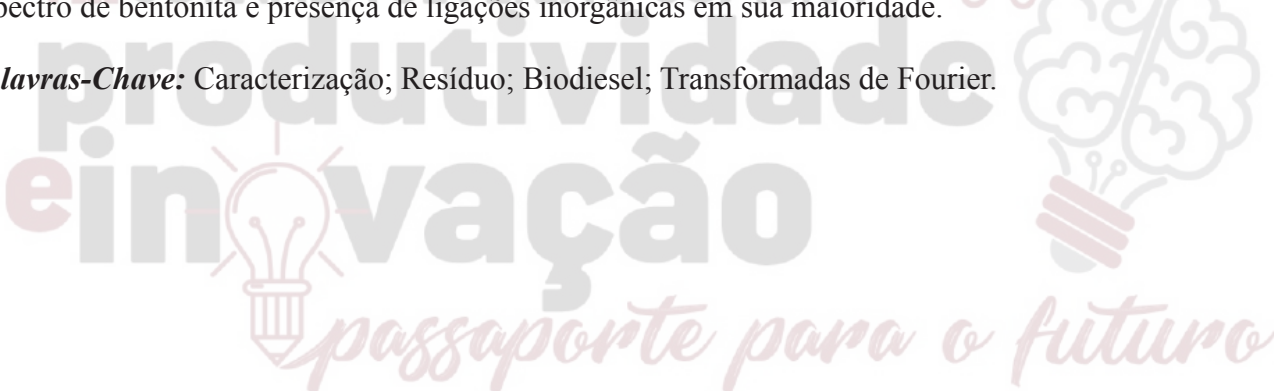 pectro de bentonita e presença de ligações inorgânicas em sua maioridade.
lavras-Chave: Caracterização; Resíduo; Biodiesel; Transformadas de Fourier.
produtividade
einovação
passaporte para o futuro